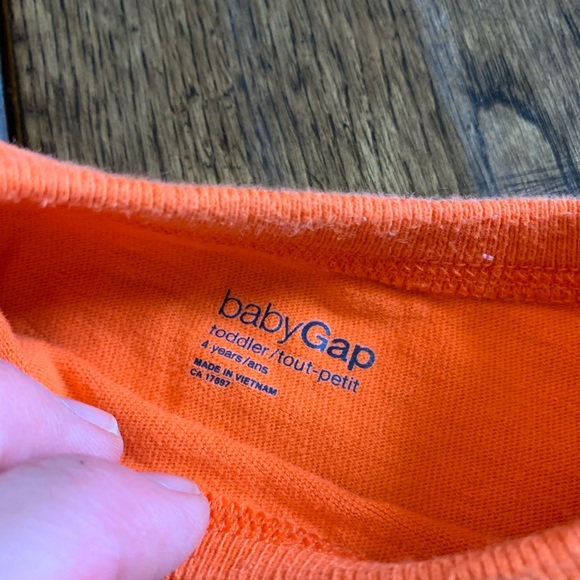 babyGap
toddler/tout-petit
4 years/ans
MADE IN VIETNAM
CA 17897